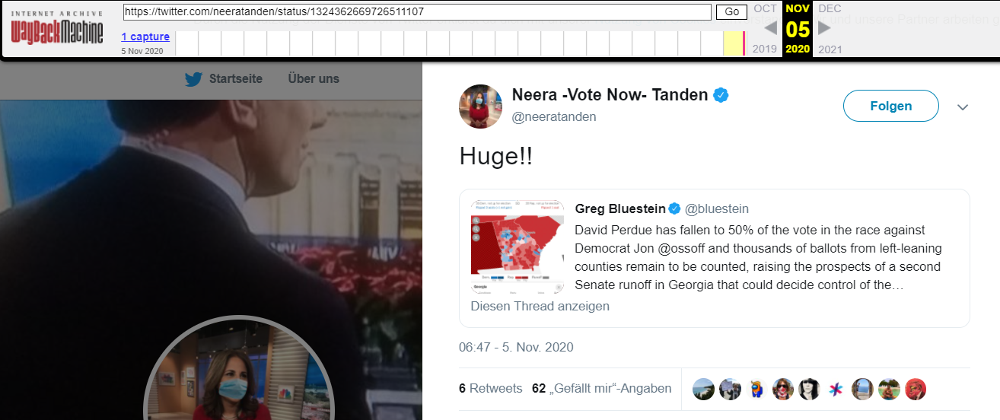 INTERNET ARCHIVE
WayBackMachine
https://twitter.com/neeratanden/status/1324362669726511107
Go
OCT NOV DEC
1 capture
05
5 Nov 2020
2019 2020 2021
Startseite Über uns
Neera -Vote Now- Tanden
@neeratanden
Folgen
Huge!!
Greg Bluestein @bluestein
David Perdue has fallen to 50% of the vote in the race against
Democrat Jon @ossoff and thousands of ballots from left-leaning
counties remain to be counted, raising the prospects of a second
Senate runoff in Georgia that could decide control of the…
Georgia
Diesen Thread anzeigen
06:47 - 5. Nov. 2020
6 Retweets 62 „Gefällt mir“-Angaben